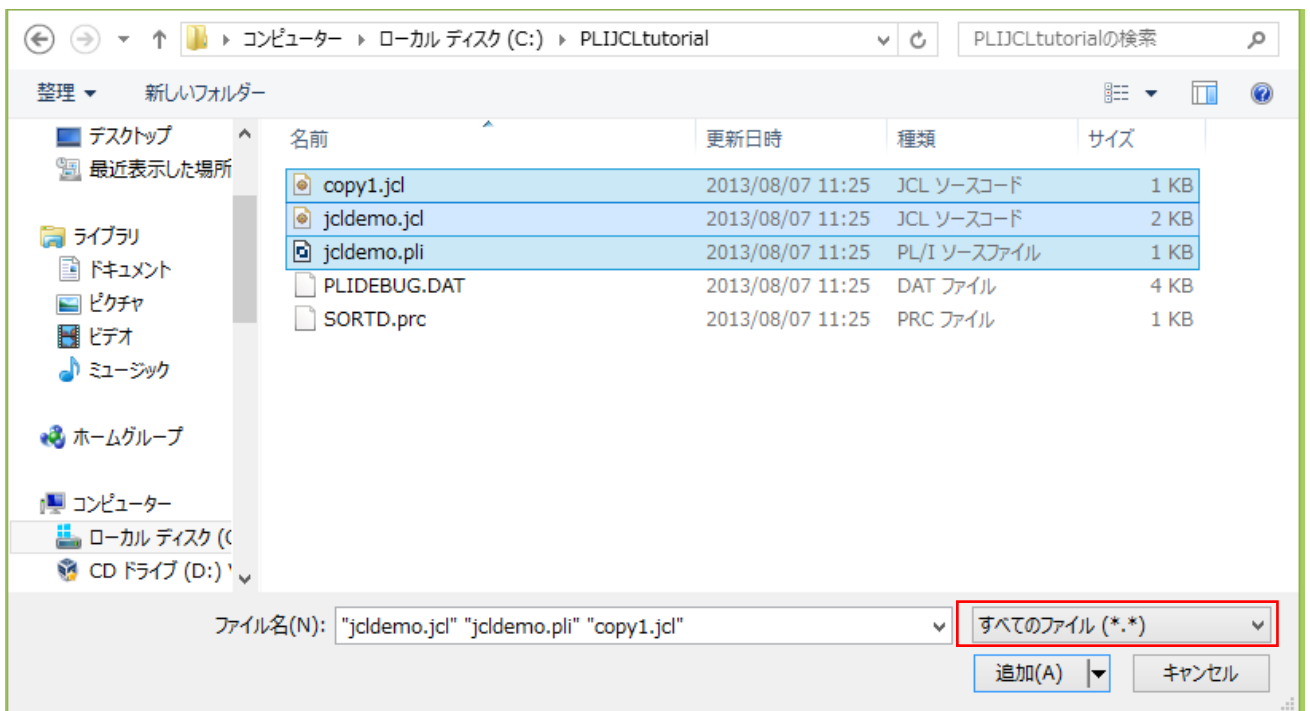 コンピューター ローカル ディスク (C:) PLIJCLtutorial PLIJCLtutorialの検索
整理 新しいフォルダー
デスクトップ
最近表示した場所
ライブラリ
ドキュメント
ピクチャ
ビデオ
ミュージック
ホームグループ
コンピューター
ローカル ディスク (C
CD ドライブ (D:)
名前 更新日時 種類 サイズ
copy1.jcl 2013/08/07 11:25 JCL ソースコード 1 KB
jcldemo.jcl 2013/08/07 11:25 JCL ソースコード 2 KB
jcldemo.pli 2013/08/07 11:25 PL/I ソースファイル 1 KB
PLIDEBUG.DAT 2013/08/07 11:25 DAT ファイル 4 KB
SORTD.prc 2013/08/07 11:25 PRC ファイル 1 KB
ファイル名(N): "jcldemo.jcl" "jcldemo.pli" "copy1.jcl" すべてのファイル (*.*)
追加(A) キャンセル